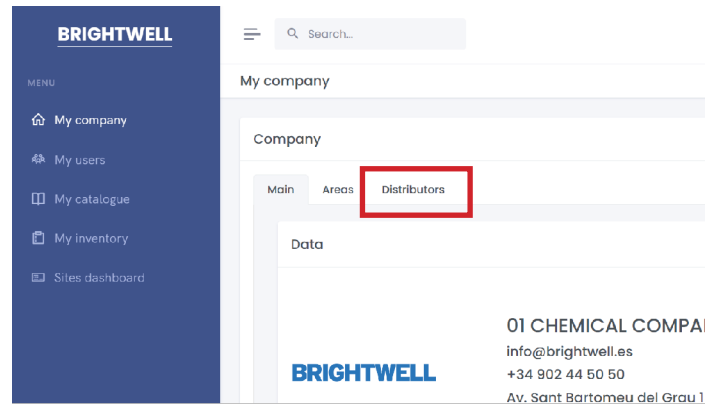 BRIGHTWELL
Search...
MENU
My company
My company
My users
My catalogue
My inventory
Sites dashboard
Company
Main Areas Distributors
Data
BRIGHTWELL
01 CHEMICAL COMPA
info@brightwell.es
+34 902 44 50 50
Av. Sant Bartomeu del Grau 1